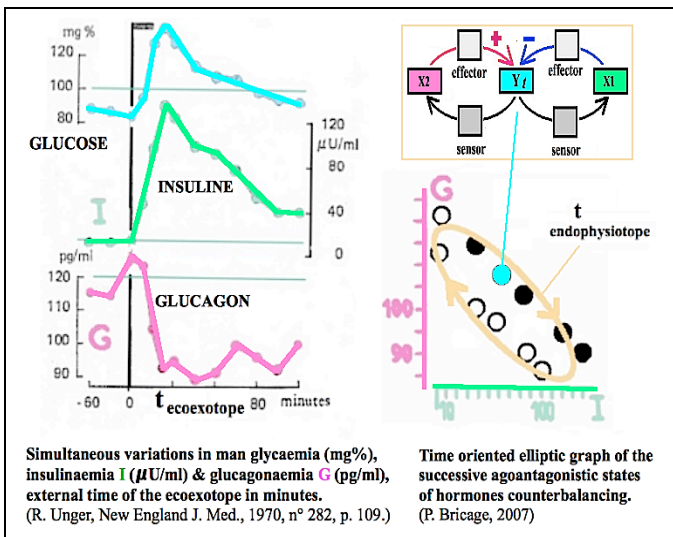 mg %
120
100
80
GLUCOSE
120
μU/ml
80
40
0
INSULINE
I
pg/ml
120
110
100
90
GLUCAGON
G
-60
0
t ecoexotope
80
minutes
+
−
effector
effector
X2
Yt
X1
sensor
sensor
G
t
endophysiotope
100
90
10
100
I
Simultaneous variations in man glycaemia (mg%),
insulinaemia I (μU/ml) & glucagonaemia G (pg/ml),
external time of the ecoexotope in minutes.
(R. Unger, New England J. Med., 1970, n° 282, p. 109.)
Time oriented elliptic graph of the
successive agoantagonistic states
of hormones counterbalancing.
(P. Bricage, 2007)